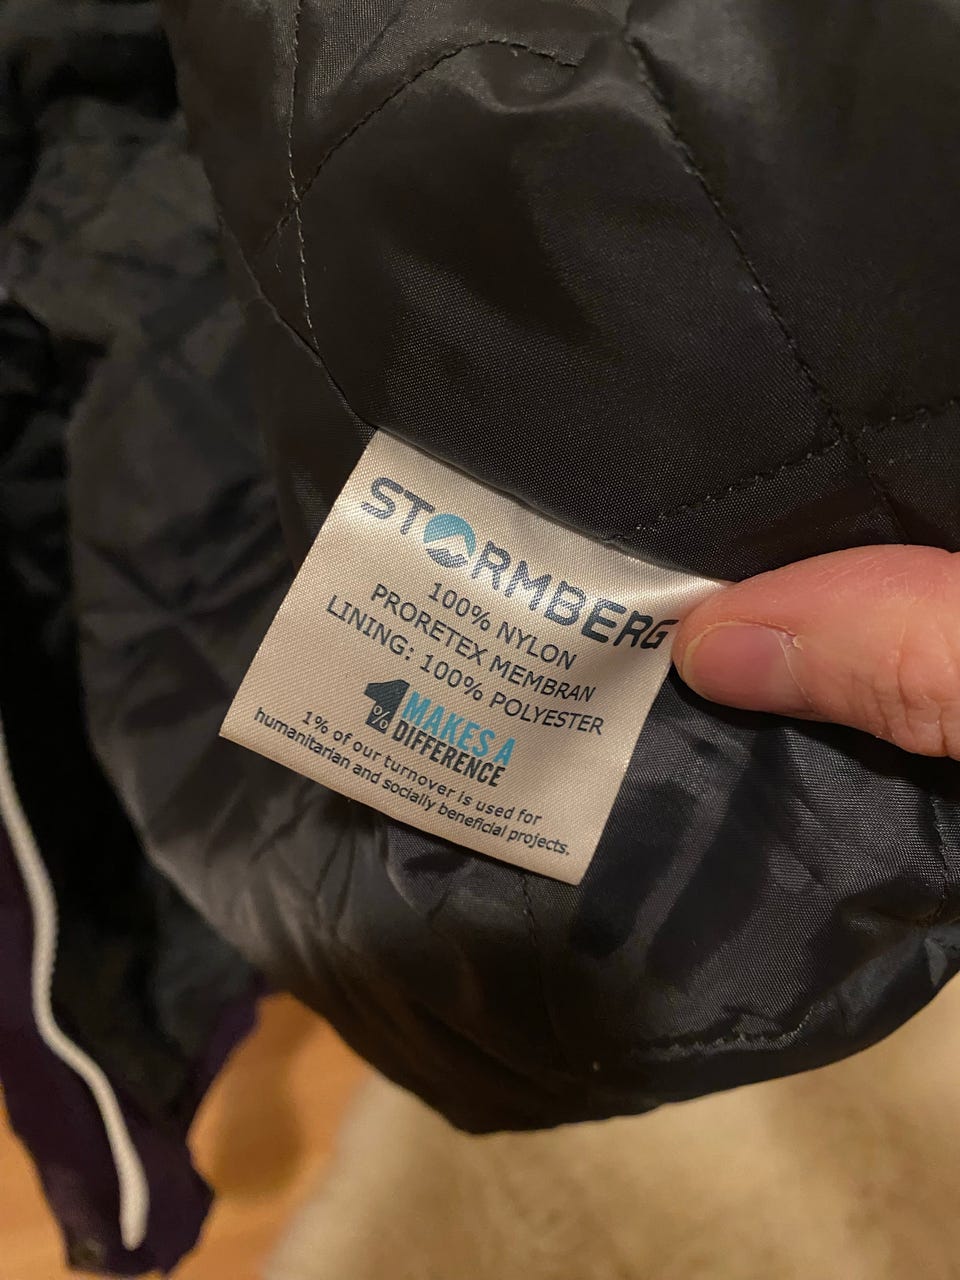 STORMBERG
100% NYLON
PRORETEX MEMBRAN
LINING: 100% POLYESTER
1% MAKES A
DIFFERENCE
1% of our turnover is used for
humanitarian and socially beneficial projects.